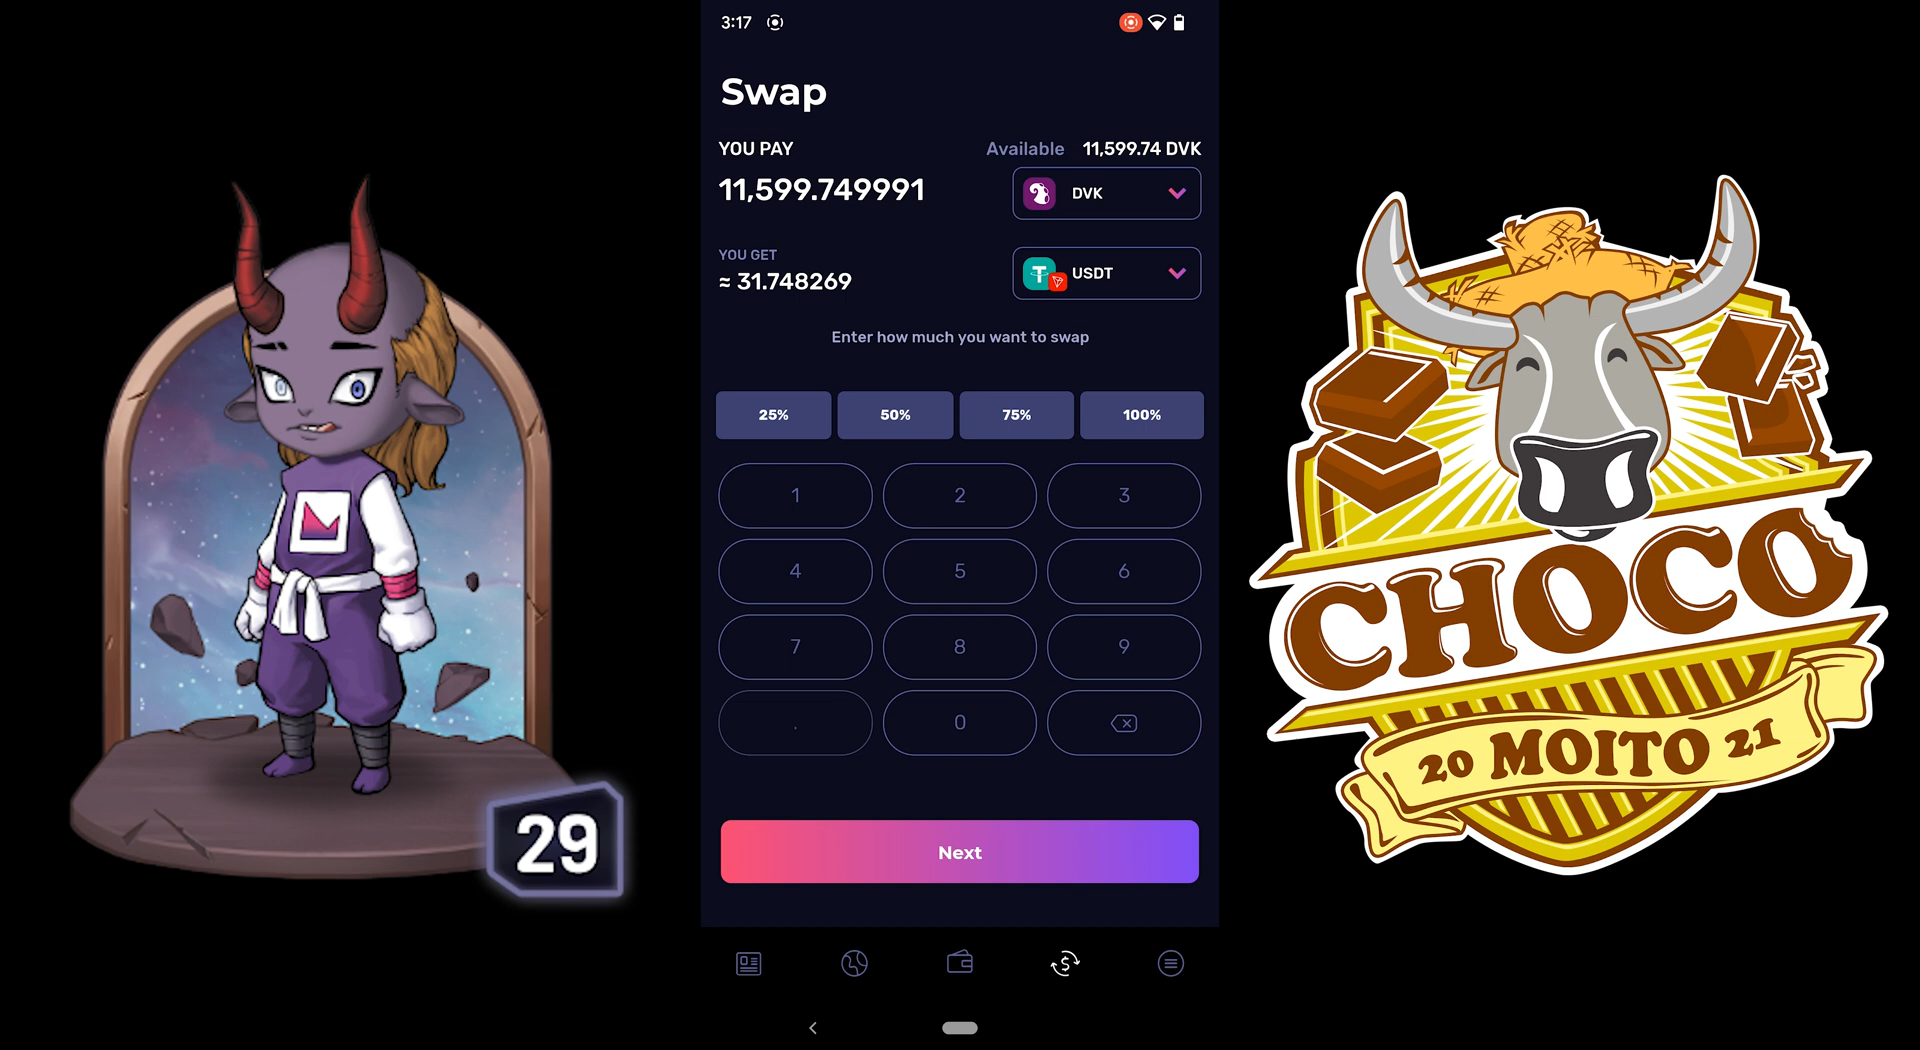 29
3:17
Swap
YOU PAY
Available 11,599.74 DVK
11,599.749991
DVK
YOU GET
≈ 31.748269
USDT
Enter how much you want to swap
25% 50% 75% 100%
1 2 3
4 5 6
7 8 9
. 0
Next
CHOCO
20 MOITO 21